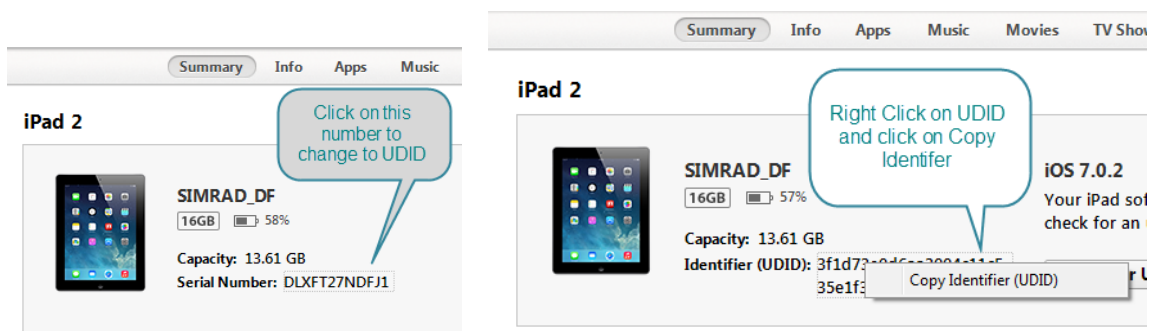 Summary Info Apps Music
iPad 2
Click on this
number to
change to UDID
SIMRAD_DF
16GB 58%
Capacity: 13.61 GB
Serial Number: DLXFT27NDFJ1
Summary Info Apps Music Movies TV Show
iPad 2
Right Click on UDID
and click on Copy
Identifer
SIMRAD_DF
16GB 57%
Capacity: 13.61 GB
Identifier (UDID):
35e1f3
Copy Identifier (UDID)
iOS 7.0.2
Your iPad sof
check for an